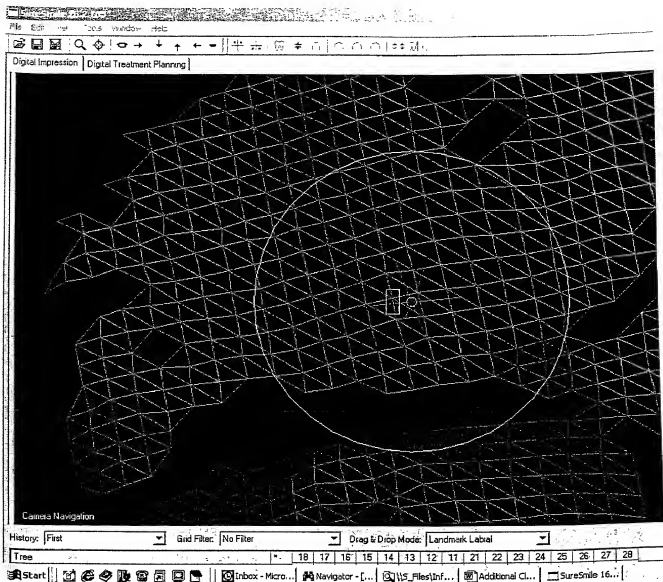 File Edit Tools Window Help
Digital Impression Digital Treatment Planning
Camera Navigation
History: First Grid Filter: No Filter Drag & Drop Mode: Landmark Labial
Tree 18 17 16 15 14 13 12 11 21 22 23 24 25 26 27 28
Start Inbox - Micro... Navigator - [... \\S_Files\Inf... Additional Cl... SureSmile 16...